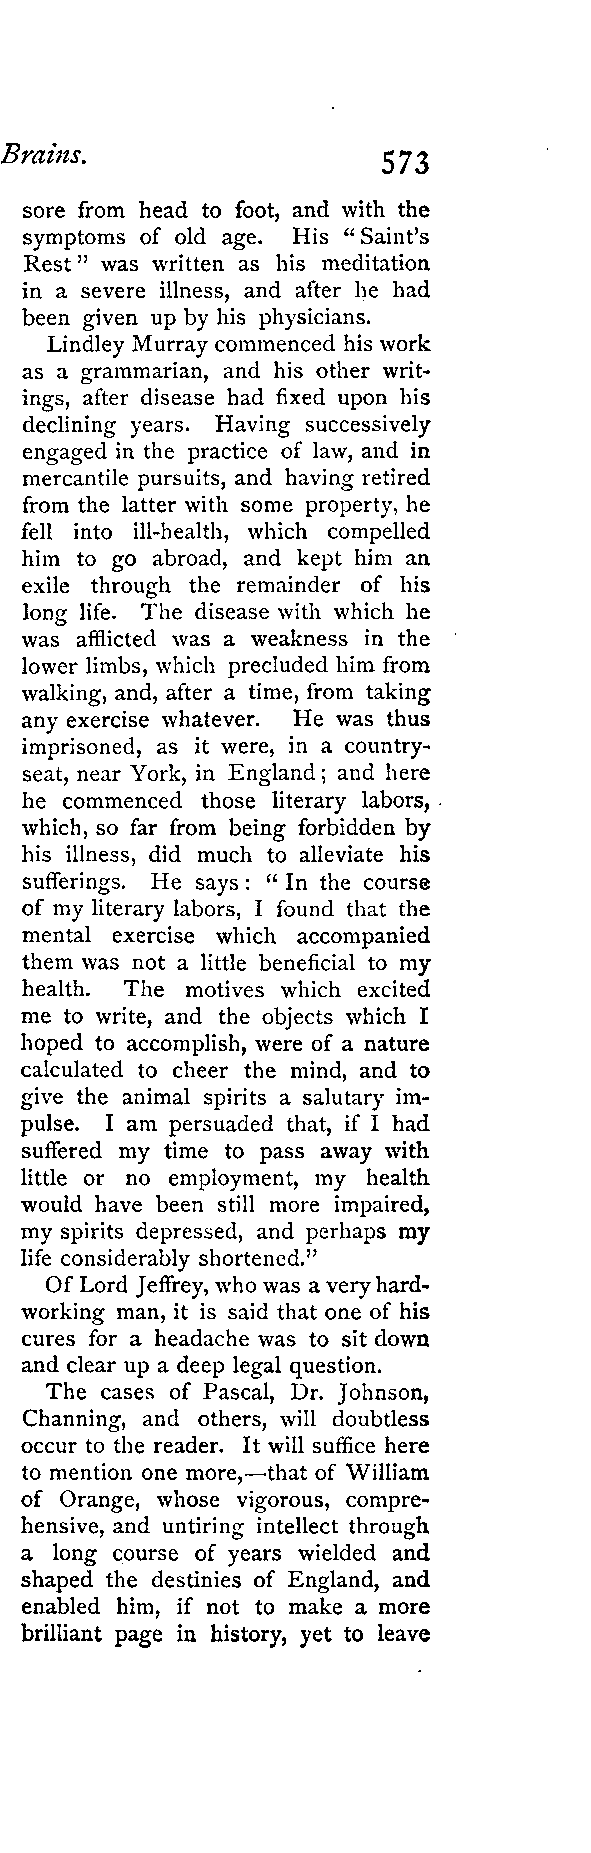 Brains. 573
sore from head to foot, and with the
symptoms of old age. His "Saint's
Rest" was written as his meditation
in a severe illness, and after he had
been given up by his physicians.
Lindley Murray commenced his work
as a grammarian, and his other writ-
ings, after disease had fixed upon his
declining years. Having successively
engaged in the practice of law, and in
mercantile pursuits, and having retired
from the latter with some property, he
fell into ill-health, which compelled
him to go abroad, and kept him an
exile through the remainder of his
long life. The disease with which he
was afflicted was a weakness in the
lower limbs, which precluded him from
walking, and, after a time, from taking
any exercise whatever. He was thus
imprisoned, as it were, in a country-
seat, near York, in England; and here
he commenced those literary labors,
which, so far from being forbidden by
his illness, did much to alleviate his
sufferings. He says: "In the course
of my literary labors, I found that the
mental exercise which accompanied
them was not a little beneficial to my
health. The motives which excited
me to write, and the objects which I
hoped to accomplish, were of a nature
calculated to cheer the mind, and to
give the animal spirits a salutary im-
pulse. I am persuaded that, if I had
suffered my time to pass away with
little or no employment, my health
would have been still more impaired,
my spirits depressed, and perhaps my
life considerably shortened."
Of Lord Jeffrey, who was a very hard-
working man, it is said that one of his
cures for a headache was to sit down
and clear up a deep legal question.
The cases of Pascal, Dr. Johnson,
Channing, and others, will doubtless
occur to the reader. It will suffice here
to mention one more,—that of William
of Orange, whose vigorous, compre-
hensive, and untiring intellect through
a long course of years wielded and
shaped the destinies of England, and
enabled him, if not to make a more
brilliant page in history, yet to leave